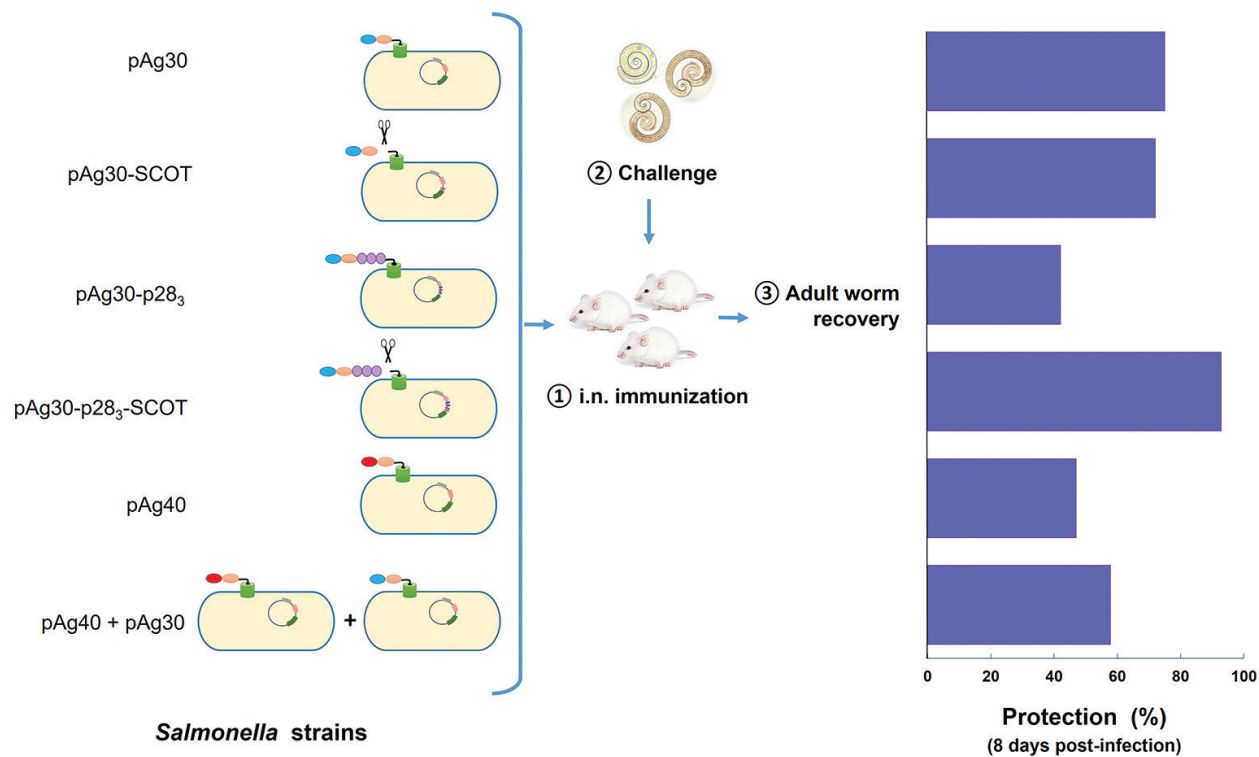 pAg30
pAg30-SCOT
pAg30-p28₃
pAg30-p28₃-SCOT
pAg40
pAg40 + pAg30
+
Salmonella strains
② Challenge
① i.n. immunization
③ Adult worm
recovery
0 20 40 60 80 100
Protection (%)
(8 days post-infection)